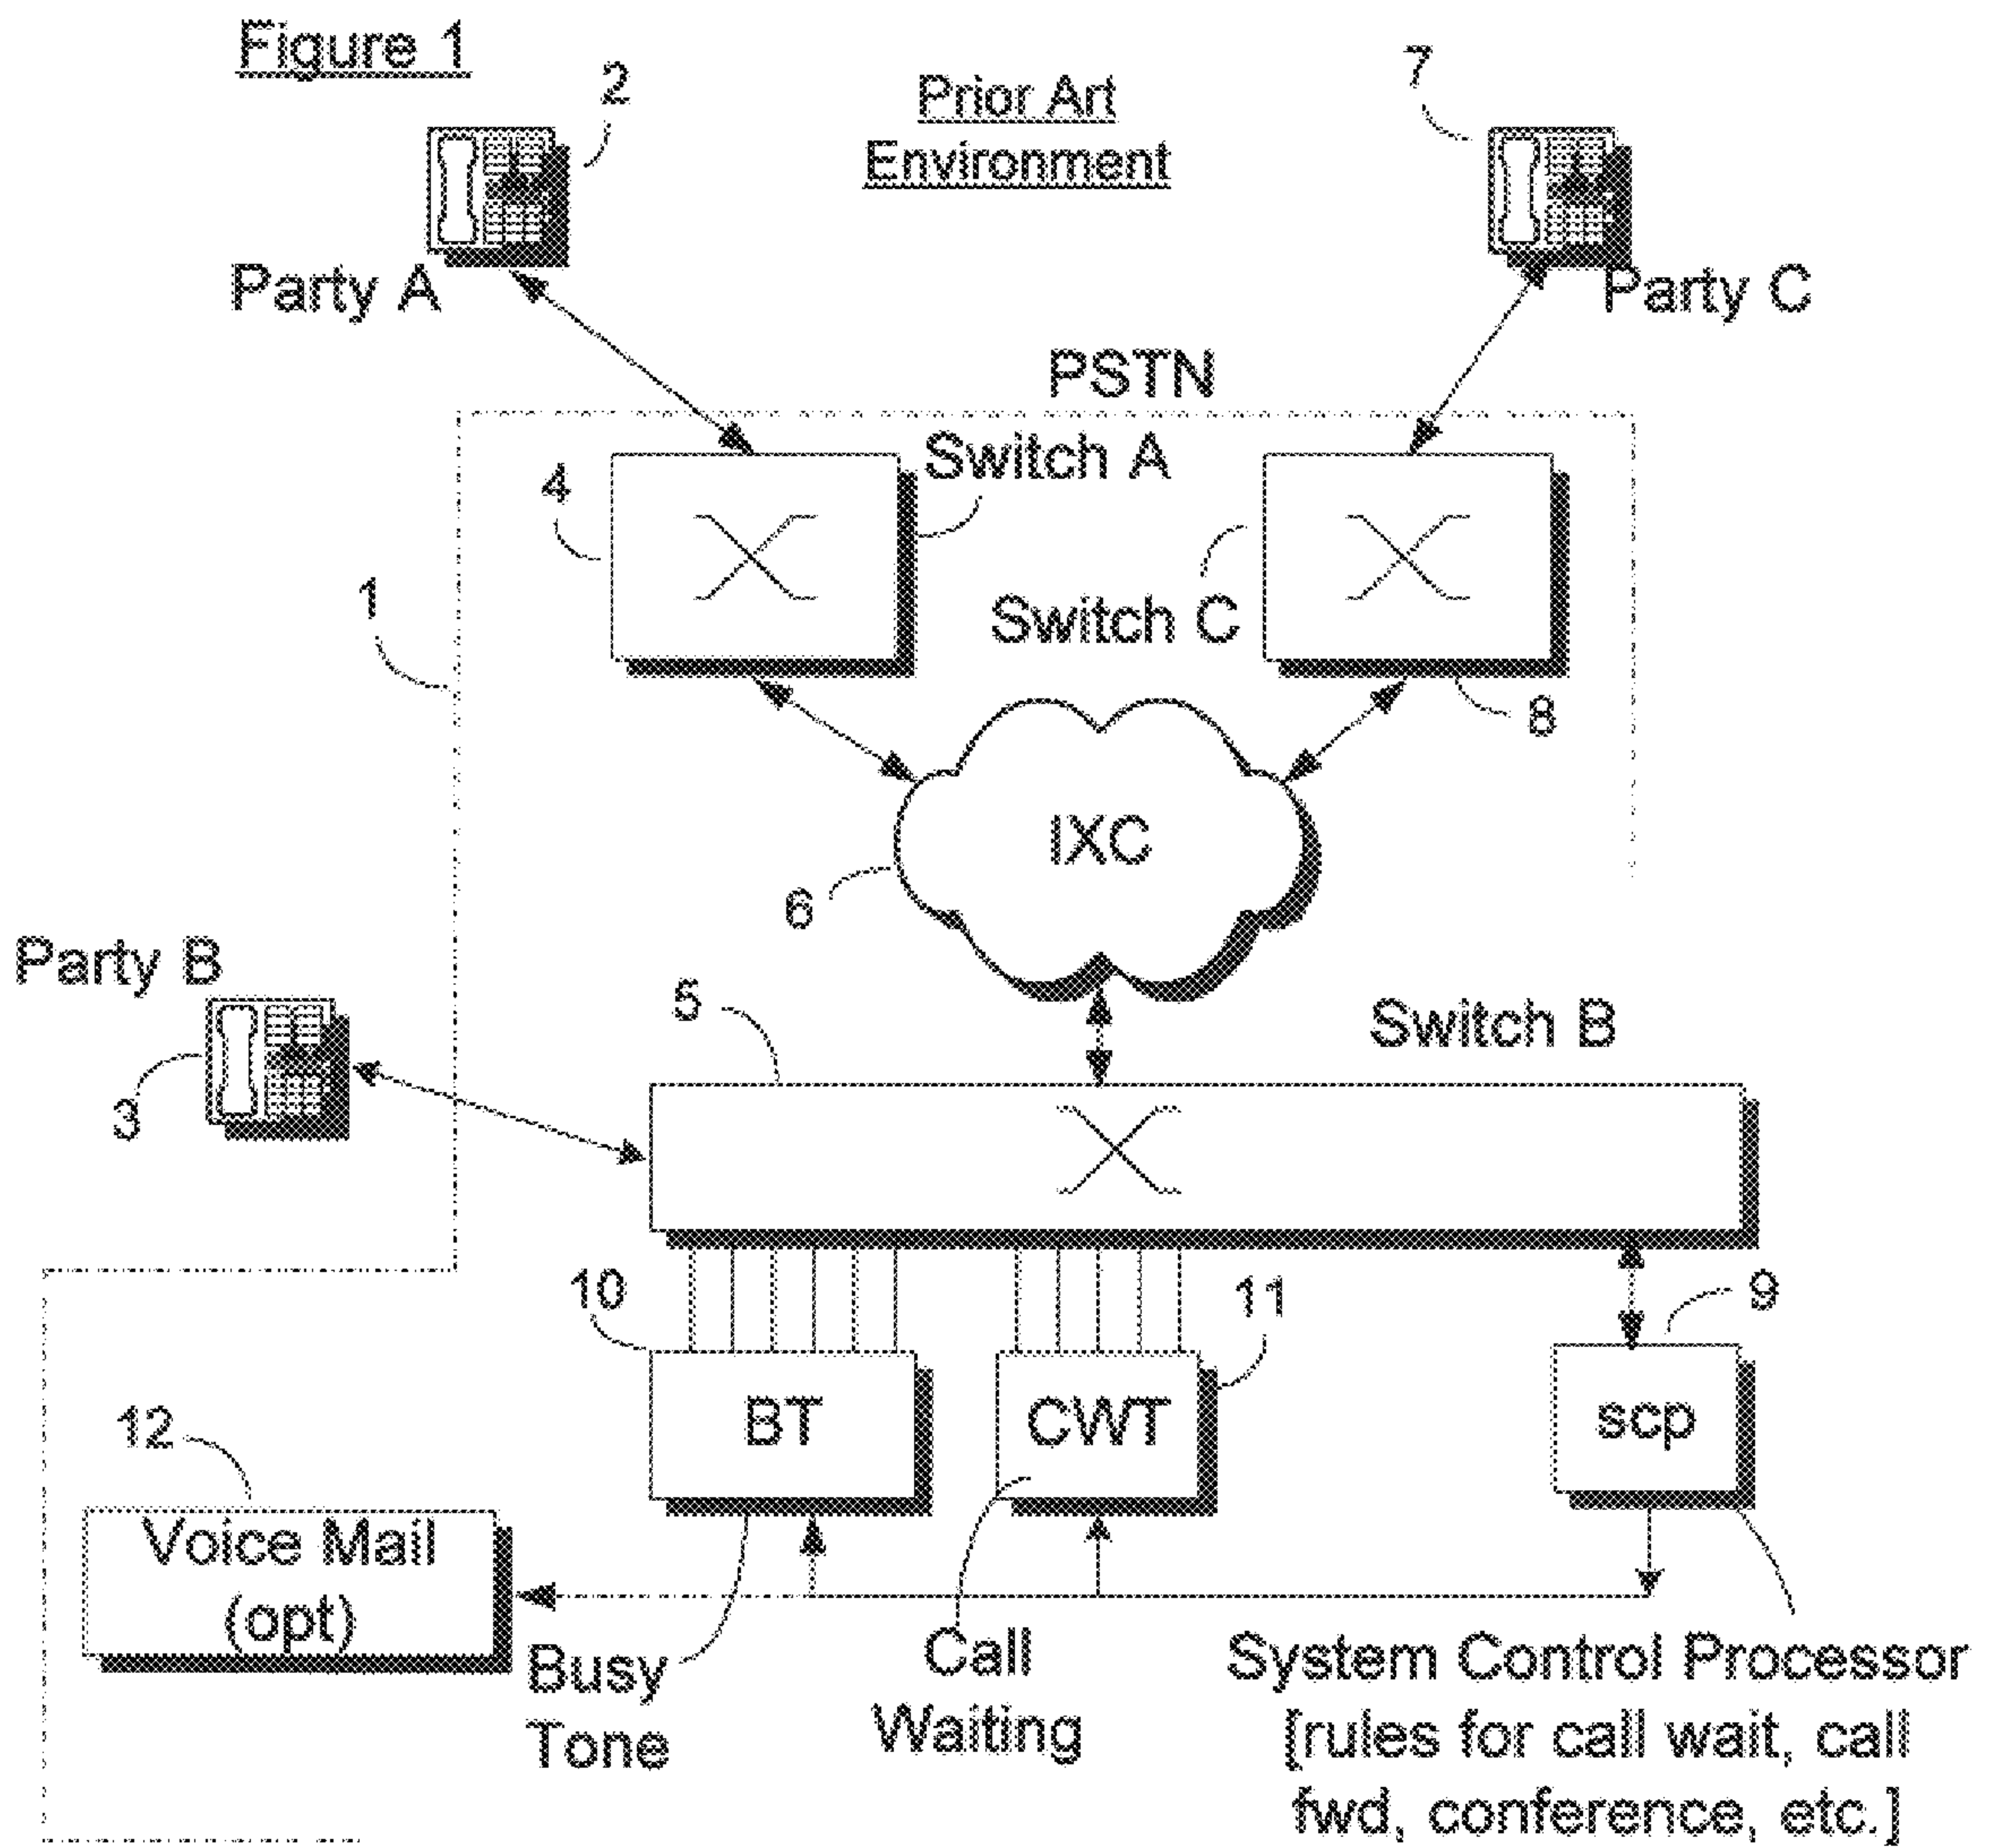 Figure 1
2
Prior Art
Environment
7
Party A
Party C
PSTN
Switch A
4
1
Switch C
8
IXC
6
Party B
5
Switch B
3
10
11
9
BT
CWT
scp
12
Voice Mail
(opt)
Busy
Tone
Call
Waiting
System Control Processor
[rules for call wait, call
fwd, conference, etc.]